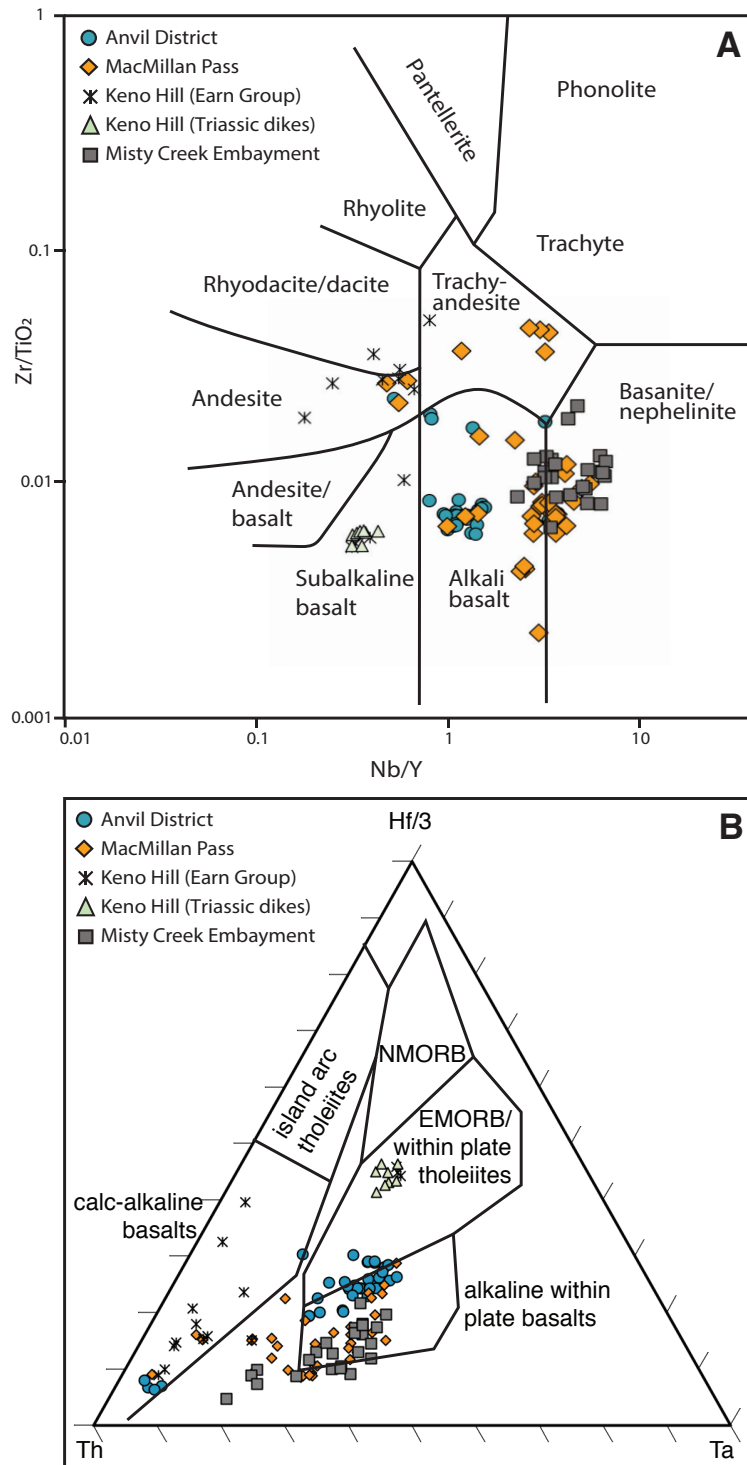 A
Anvil District
MacMillan Pass
Keno Hill (Earn Group)
Keno Hill (Triassic dikes)
Misty Creek Embayment
Pantellerite
Phonolite
Rhyolite
Trachyte
Rhyodacite/dacite
Trachy-
andesite
Andesite
Basanite/
nephelinite
Andesite/
basalt
Subalkaline
basalt
Alkali
basalt
1
0.1
0.01
0.001
Zr/TiO₂
0.01
0.1
1
10
Nb/Y
B
Hf/3
Anvil District
MacMillan Pass
Keno Hill (Earn Group)
Keno Hill (Triassic dikes)
Misty Creek Embayment
island arc
tholeiites
NMORB
EMORB/
within plate
tholeiites
calc-alkaline
basalts
alkaline within
plate basalts
Th
Ta